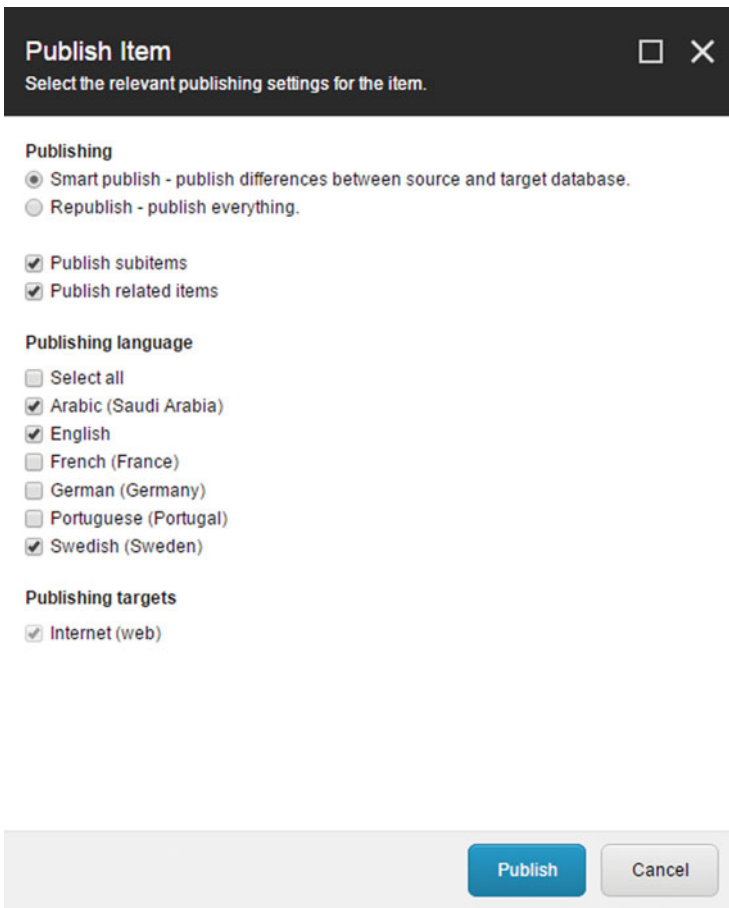 Publish Item
Select the relevant publishing settings for the item.
Publishing
Smart publish - publish differences between source and target database.
Republish - publish everything.
Publish subitems
Publish related items
Publishing language
Select all
Arabic (Saudi Arabia)
English
French (France)
German (Germany)
Portuguese (Portugal)
Swedish (Sweden)
Publishing targets
Internet (web)
Publish
Cancel